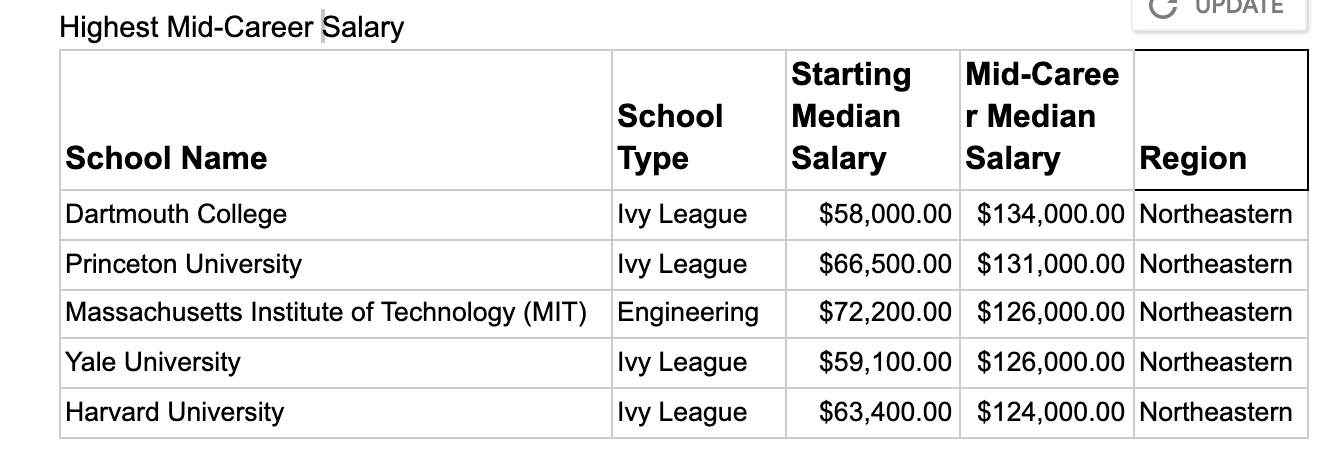 UPDATE
Highest Mid-Career Salary
School Name School Type Starting Median Salary Mid-Career Median Salary Region
Dartmouth College Ivy League $58,000.00 $134,000.00 Northeastern
Princeton University Ivy League $66,500.00 $131,000.00 Northeastern
Massachusetts Institute of Technology (MIT) Engineering $72,200.00 $126,000.00 Northeastern
Yale University Ivy League $59,100.00 $126,000.00 Northeastern
Harvard University Ivy League $63,400.00 $124,000.00 Northeastern